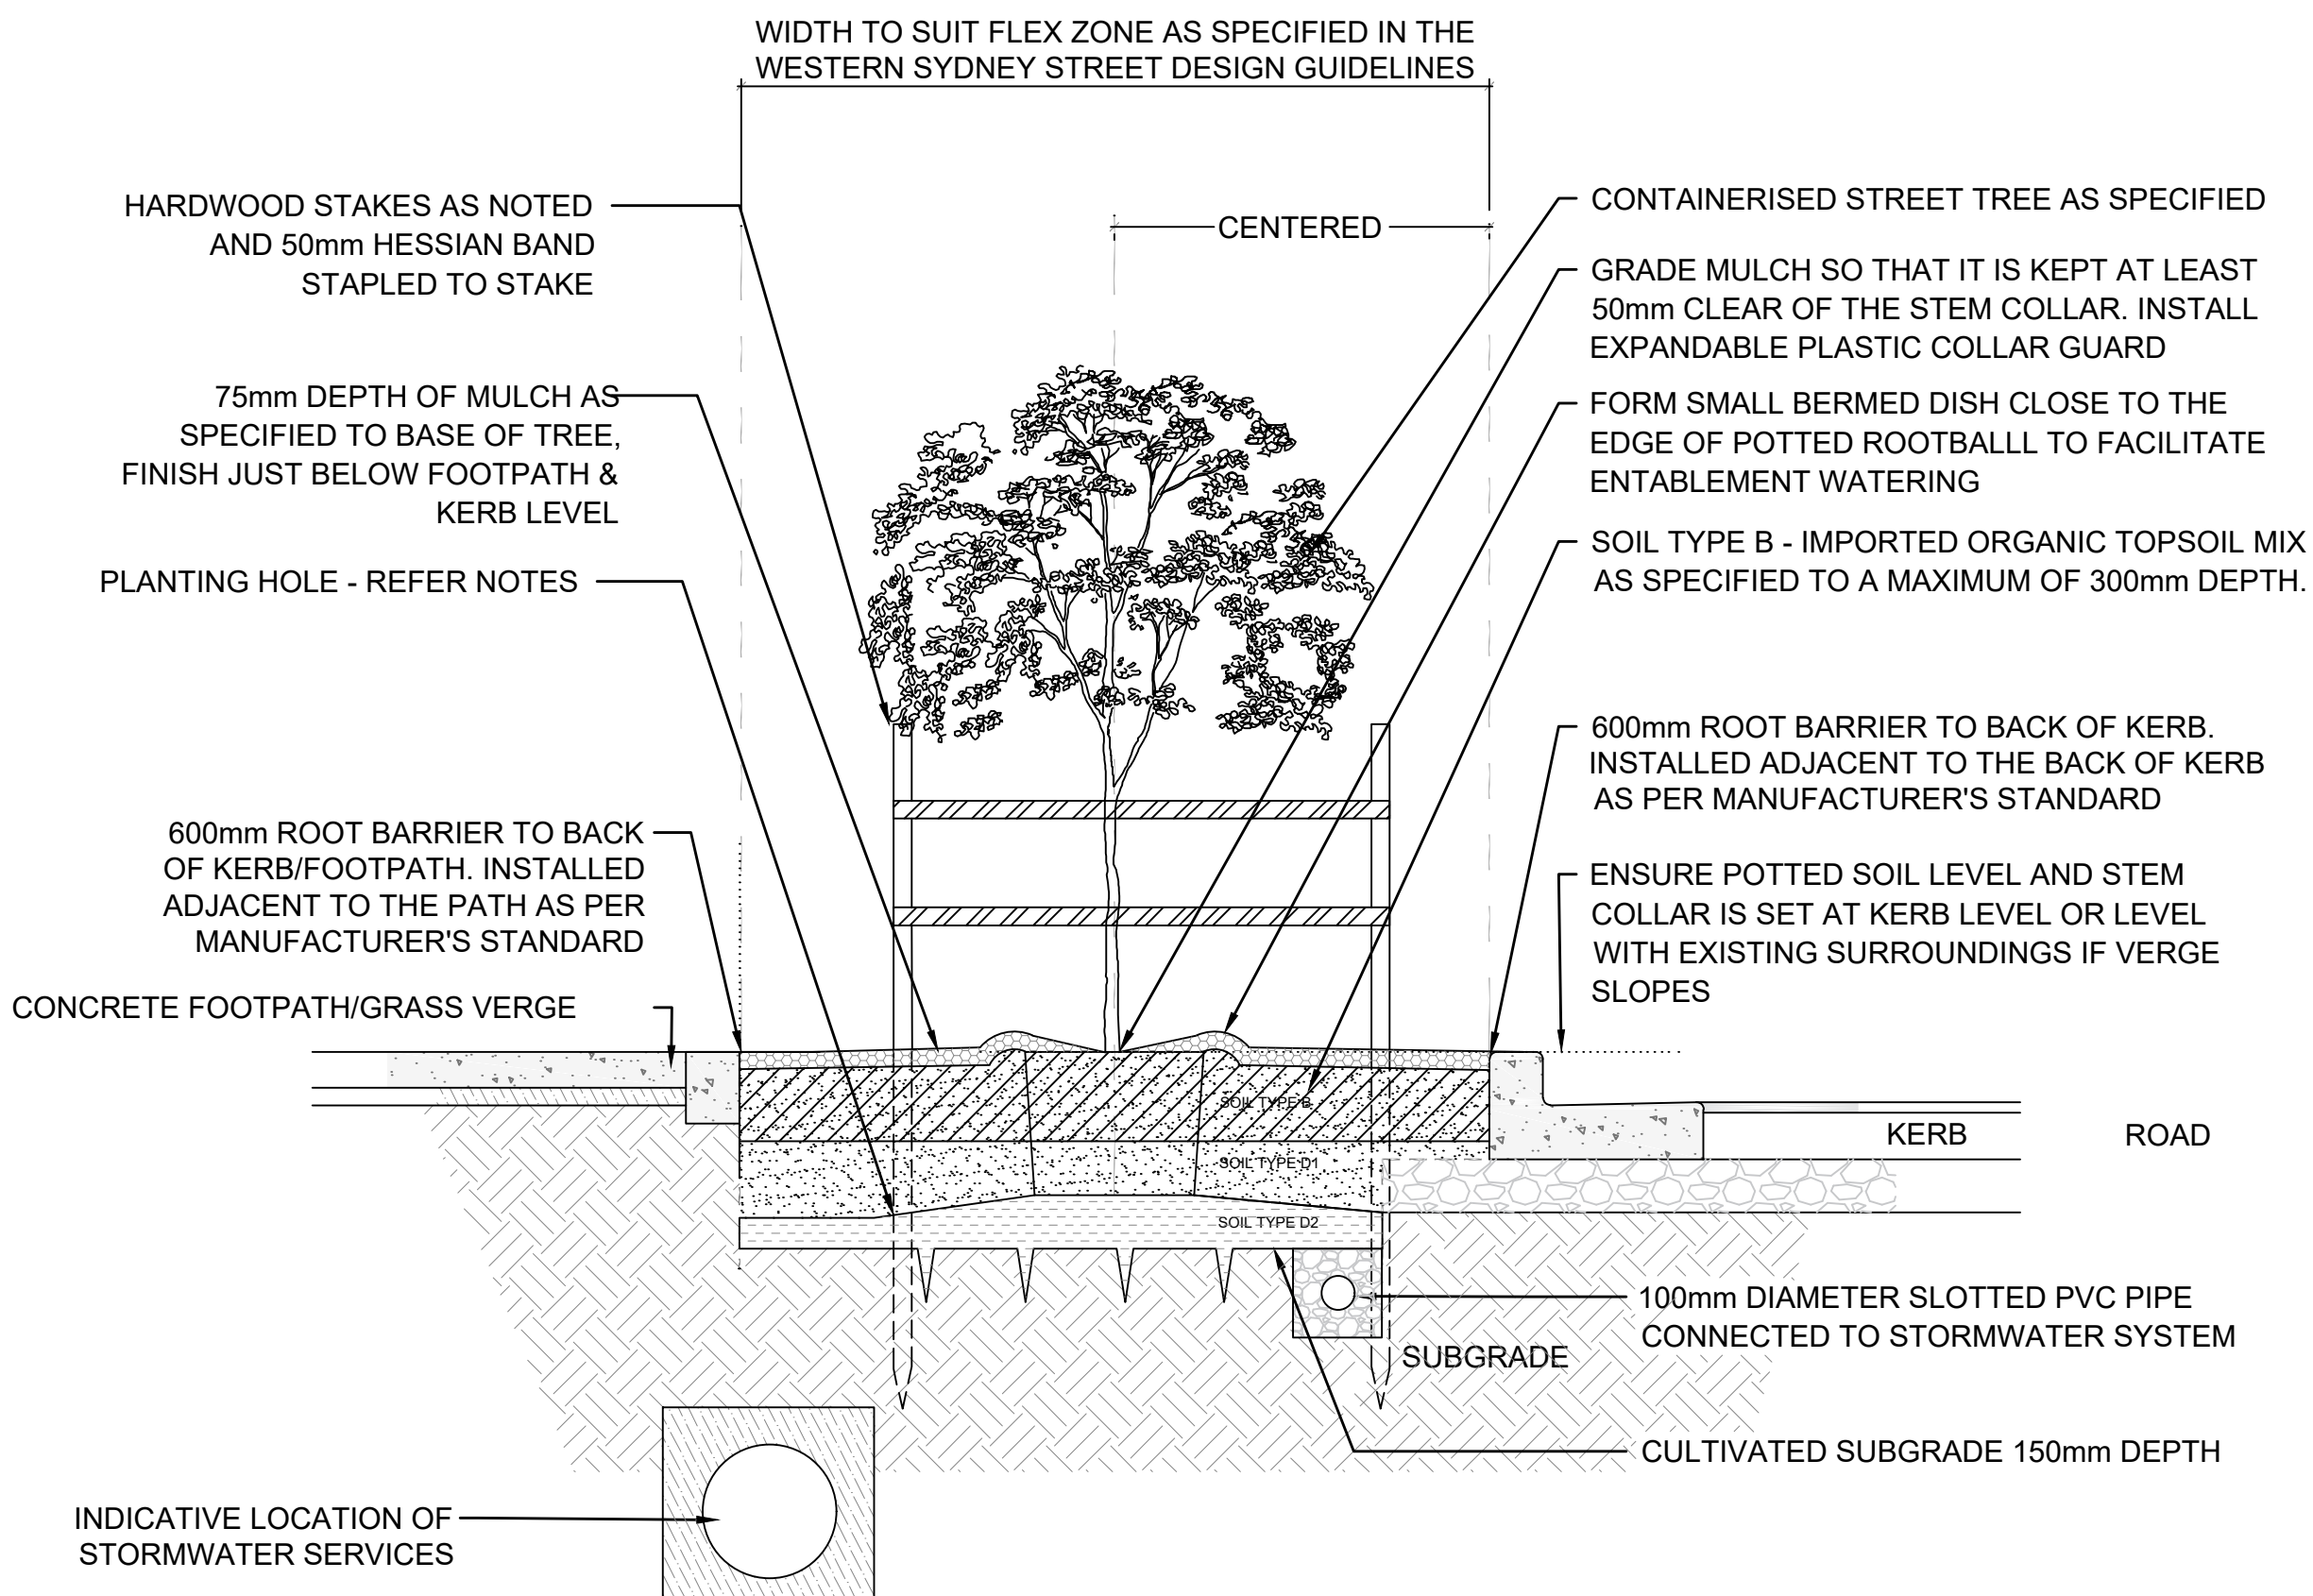 WIDTH TO SUIT FLEX ZONE AS SPECIFIED IN THE
WESTERN SYDNEY STREET DESIGN GUIDELINES
HARDWOOD STAKES AS NOTED
AND 50mm HESSIAN BAND
STAPLED TO STAKE
75mm DEPTH OF MULCH AS
SPECIFIED TO BASE OF TREE,
FINISH JUST BELOW FOOTPATH &
KERB LEVEL
PLANTING HOLE - REFER NOTES
600mm ROOT BARRIER TO BACK
OF KERB/FOOTPATH. INSTALLED
ADJACENT TO THE PATH AS PER
MANUFACTURER'S STANDARD
CONCRETE FOOTPATH/GRASS VERGE
INDICATIVE LOCATION OF
STORMWATER SERVICES
CENTERED
SOIL TYPE B
SOIL TYPE D1
SOIL TYPE D2
SUBGRADE
CONTAINERISED STREET TREE AS SPECIFIED
GRADE MULCH SO THAT IT IS KEPT AT LEAST
50mm CLEAR OF THE STEM COLLAR. INSTALL
EXPANDABLE PLASTIC COLLAR GUARD
FORM SMALL BERMED DISH CLOSE TO THE
EDGE OF POTTED ROOTBALLL TO FACILITATE
ENTABLEMENT WATERING
SOIL TYPE B - IMPORTED ORGANIC TOPSOIL MIX
AS SPECIFIED TO A MAXIMUM OF 300mm DEPTH.
600mm ROOT BARRIER TO BACK OF KERB.
INSTALLED ADJACENT TO THE BACK OF KERB
AS PER MANUFACTURER'S STANDARD
ENSURE POTTED SOIL LEVEL AND STEM
COLLAR IS SET AT KERB LEVEL OR LEVEL
WITH EXISTING SURROUNDINGS IF VERGE
SLOPES
KERB
ROAD
100mm DIAMETER SLOTTED PVC PIPE
CONNECTED TO STORMWATER SYSTEM
CULTIVATED SUBGRADE 150mm DEPTH